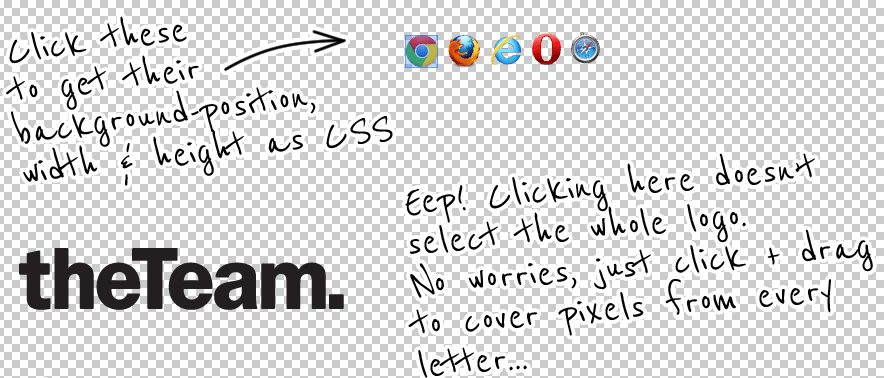 Click these
to get their
background-position,
width & height as CSS
Eep! Clicking here doesnt
select the whole logo.
No worries, just click + drag
to cover pixels from every
letter...
theTeam.